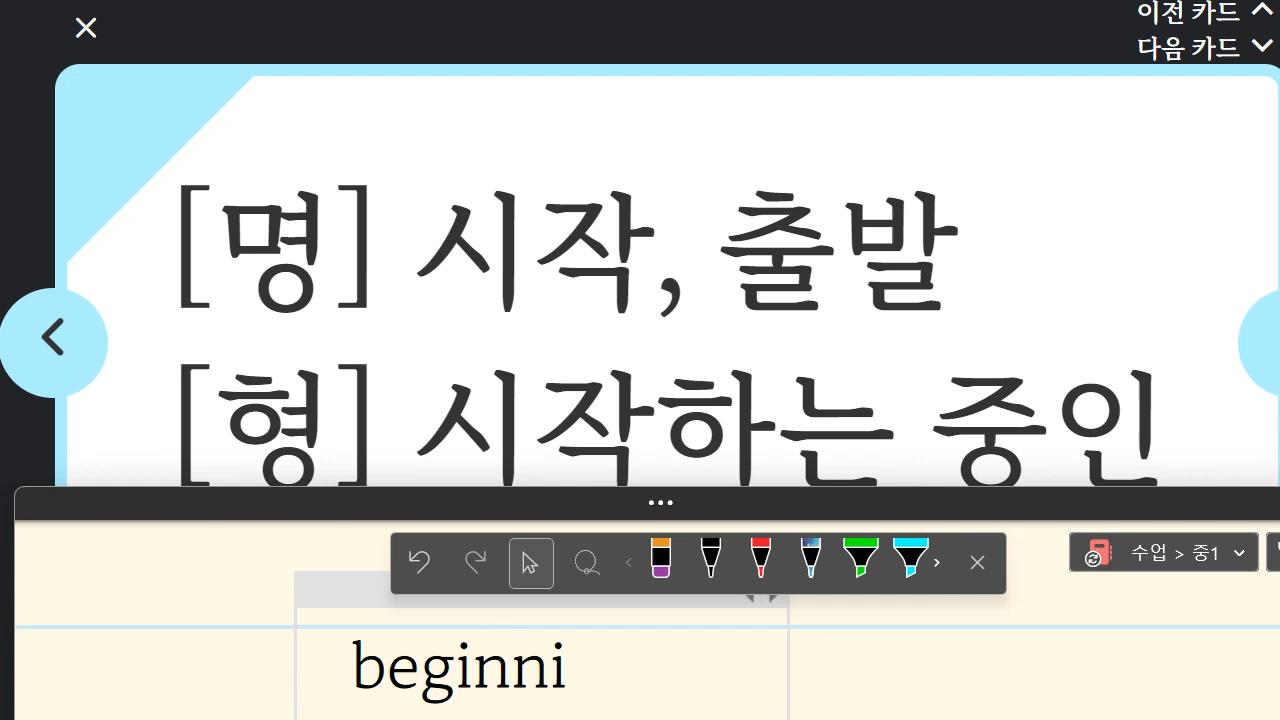 이전 카드
다음 카드
[명] 시작, 출발
[형] 시작하는 중인
수업 > 중1
beginni